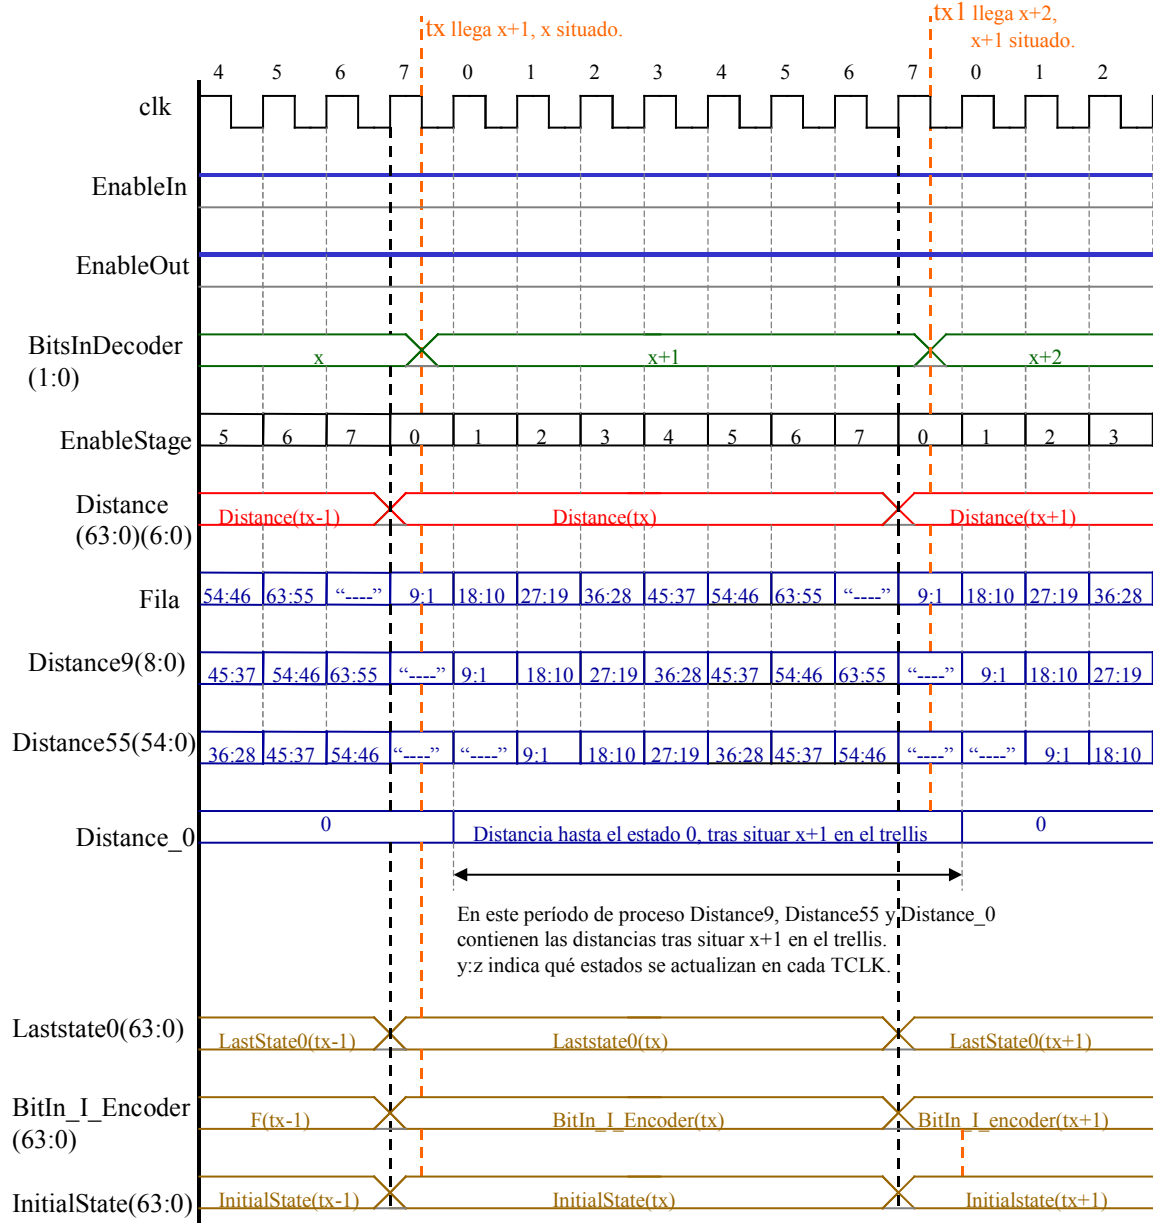 tx llega x+1, x situado.
tx1 llega x+2,
x+1 situado.
4 5 6 7 0 1 2 3 4 5 6 7 0 1 2
clk
EnableIn
EnableOut
BitsInDecoder
(1:0)
x x+1 x+2
EnableStage
5 6 7 0 1 2 3 4 5 6 7 0 1 2 3
Distance
(63:0)(6:0)
Distance(tx-1) Distance(tx) Distance(tx+1)
Fila
54:46 63:55 “----” 9:1 18:10 27:19 36:28 45:37 54:46 63:55 “----” 9:1 18:10 27:19 36:28
Distance9(8:0)
45:37 54:46 63:55 “----” 9:1 18:10 27:19 36:28 45:37 54:46 63:55 “----” 9:1 18:10 27:19
Distance55(54:0)
36:28 45:37 54:46 “----” “----” 9:1 18:10 27:19 36:28 45:37 54:46 “----” “----” 9:1 18:10
Distance_0
0 Distancia hasta el estado 0, tras situar x+1 en el trellis 0
En este período de proceso Distance9, Distance55 y Distance_0
contienen las distancias tras situar x+1 en el trellis.
y:z indica qué estados se actualizan en cada TCLK.
Laststate0(63:0)
LastState0(tx-1) Laststate0(tx) LastState0(tx+1)
BitIn_I_Encoder
(63:0)
F(tx-1) BitIn_I_Encoder(tx) BitIn_I_encoder(tx+1)
InitialState(63:0)
InitialState(tx-1) InitialState(tx) Initialstate(tx+1)